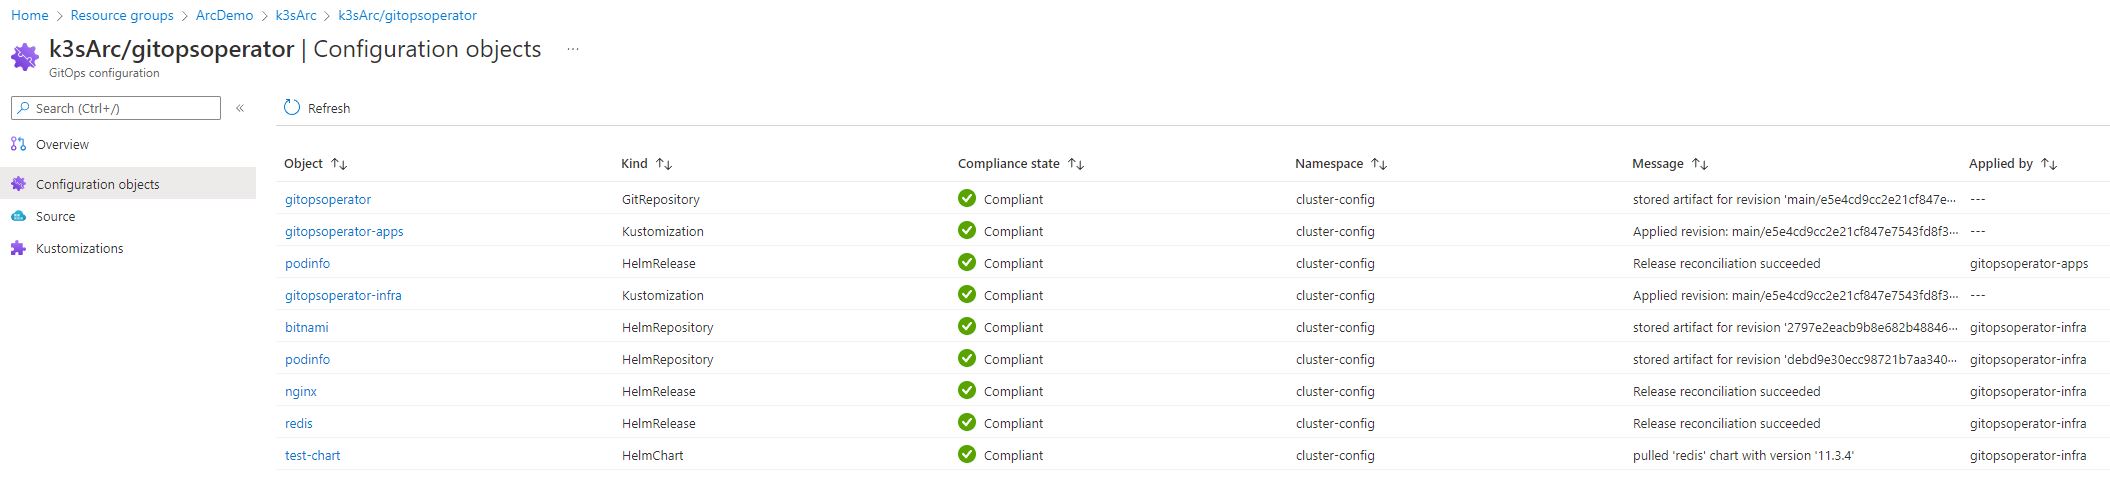 Home > Resource groups > ArcDemo > k3sArc > k3sArc/gitopsoperator
k3sArc/gitopsoperator | Configuration objects ...
GitOps configuration
Search (Ctrl+/) «
Refresh
Overview
Configuration objects
Source
Kustomizations
Object ↑↓ Kind ↑↓ Compliance state ↑↓ Namespace ↑↓ Message ↑↓ Applied by ↑↓
gitopsoperator GitRepository Compliant cluster-config stored artifact for revision 'main/e5e4cd9cc2e21cf847e... ---
gitopsoperator-apps Kustomization Compliant cluster-config Applied revision: main/e5e4cd9cc2e21cf847e7543fd8f3... ---
podinfo HelmRelease Compliant cluster-config Release reconciliation succeeded gitopsoperator-apps
gitopsoperator-infra Kustomization Compliant cluster-config Applied revision: main/e5e4cd9cc2e21cf847e7543fd8f3... ---
bitnami HelmRepository Compliant cluster-config stored artifact for revision '2797e2eacb9b8e682b48846... gitopsoperator-infra
podinfo HelmRepository Compliant cluster-config stored artifact for revision 'debd9e30ecc98721b7aa340... gitopsoperator-infra
nginx HelmRelease Compliant cluster-config Release reconciliation succeeded gitopsoperator-infra
redis HelmRelease Compliant cluster-config Release reconciliation succeeded gitopsoperator-infra
test-chart HelmChart Compliant cluster-config pulled 'redis' chart with version '11.3.4' gitopsoperator-infra